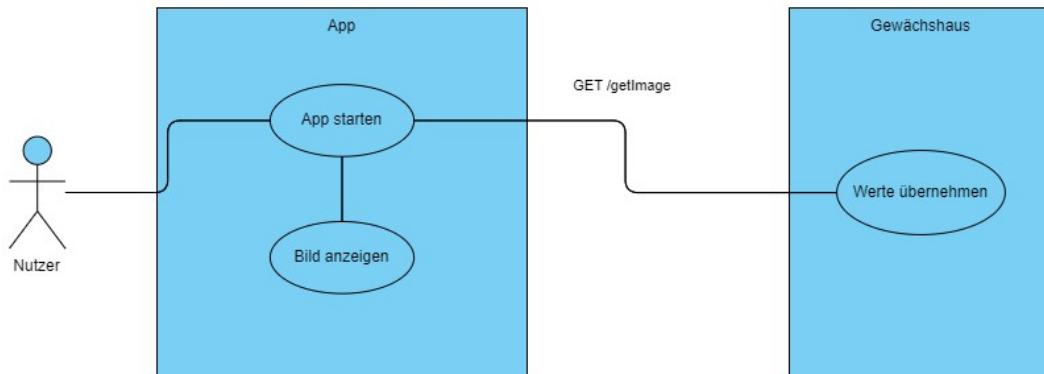 App
Gewächshaus
GET /getImage
App starten
Werte übernehmen
Bild anzeigen
Nutzer